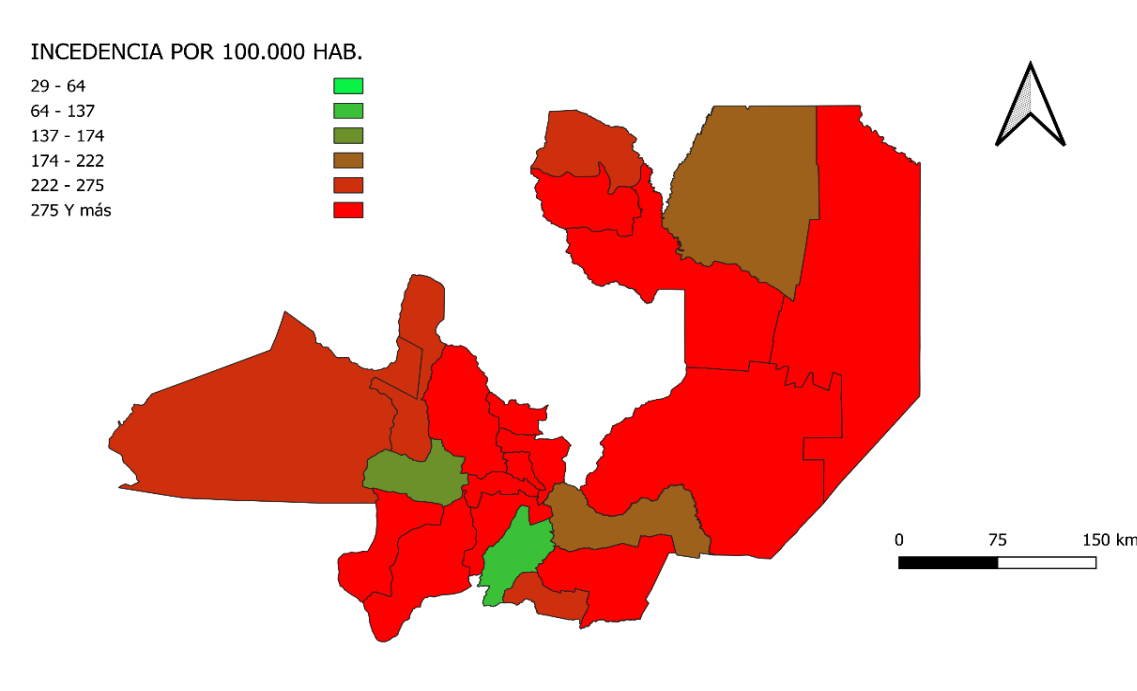 INCEDENCIA POR 100.000 HAB.
29 - 64
64 - 137
137 - 174
174 - 222
222 - 275
275 Y más
0 75 150 km